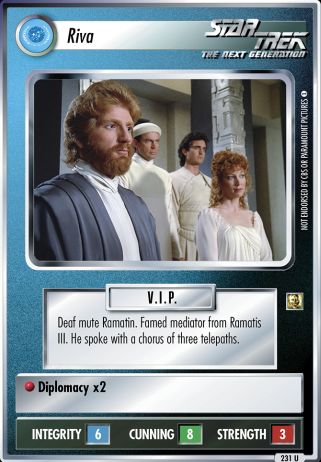 Riva
STAR TREK
THE NEXT GENERATION
NOT ENDORSED BY CBS OR PARAMOUNT PICTURES
V.I.P.
Deaf mute Ramatin. Famed mediator from Ramatis
III. He spoke with a chorus of three telepaths.
Diplomacy x2
INTEGRITY 6 CUNNING 8 STRENGTH 3
231 U